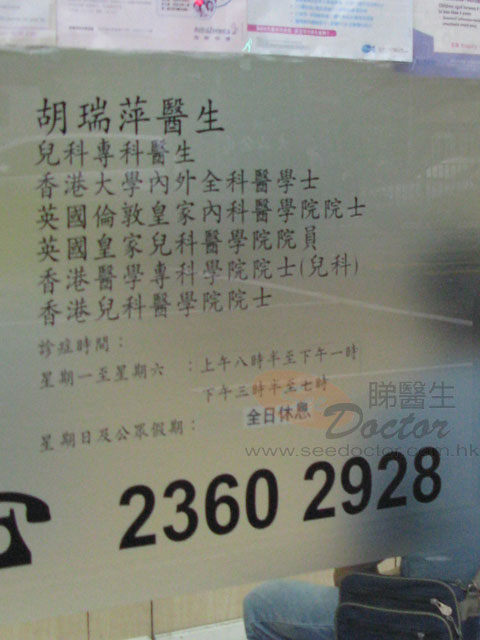 胡瑞萍醫生
兒科專科醫生
香港大學內外全科醫學士
英國倫敦皇家內科醫學院院士
英國皇家兒科醫學院院員
香港醫學專科學院院士(兒科)
香港兒科醫學院院士
診症時間：
星期一至星期六 ：上午八時半至下午一時
下午三時半至七時
星期日及公眾假期： 全日休息
睇醫生
Doctor
www.seedoctor.com.hk
2360 2928